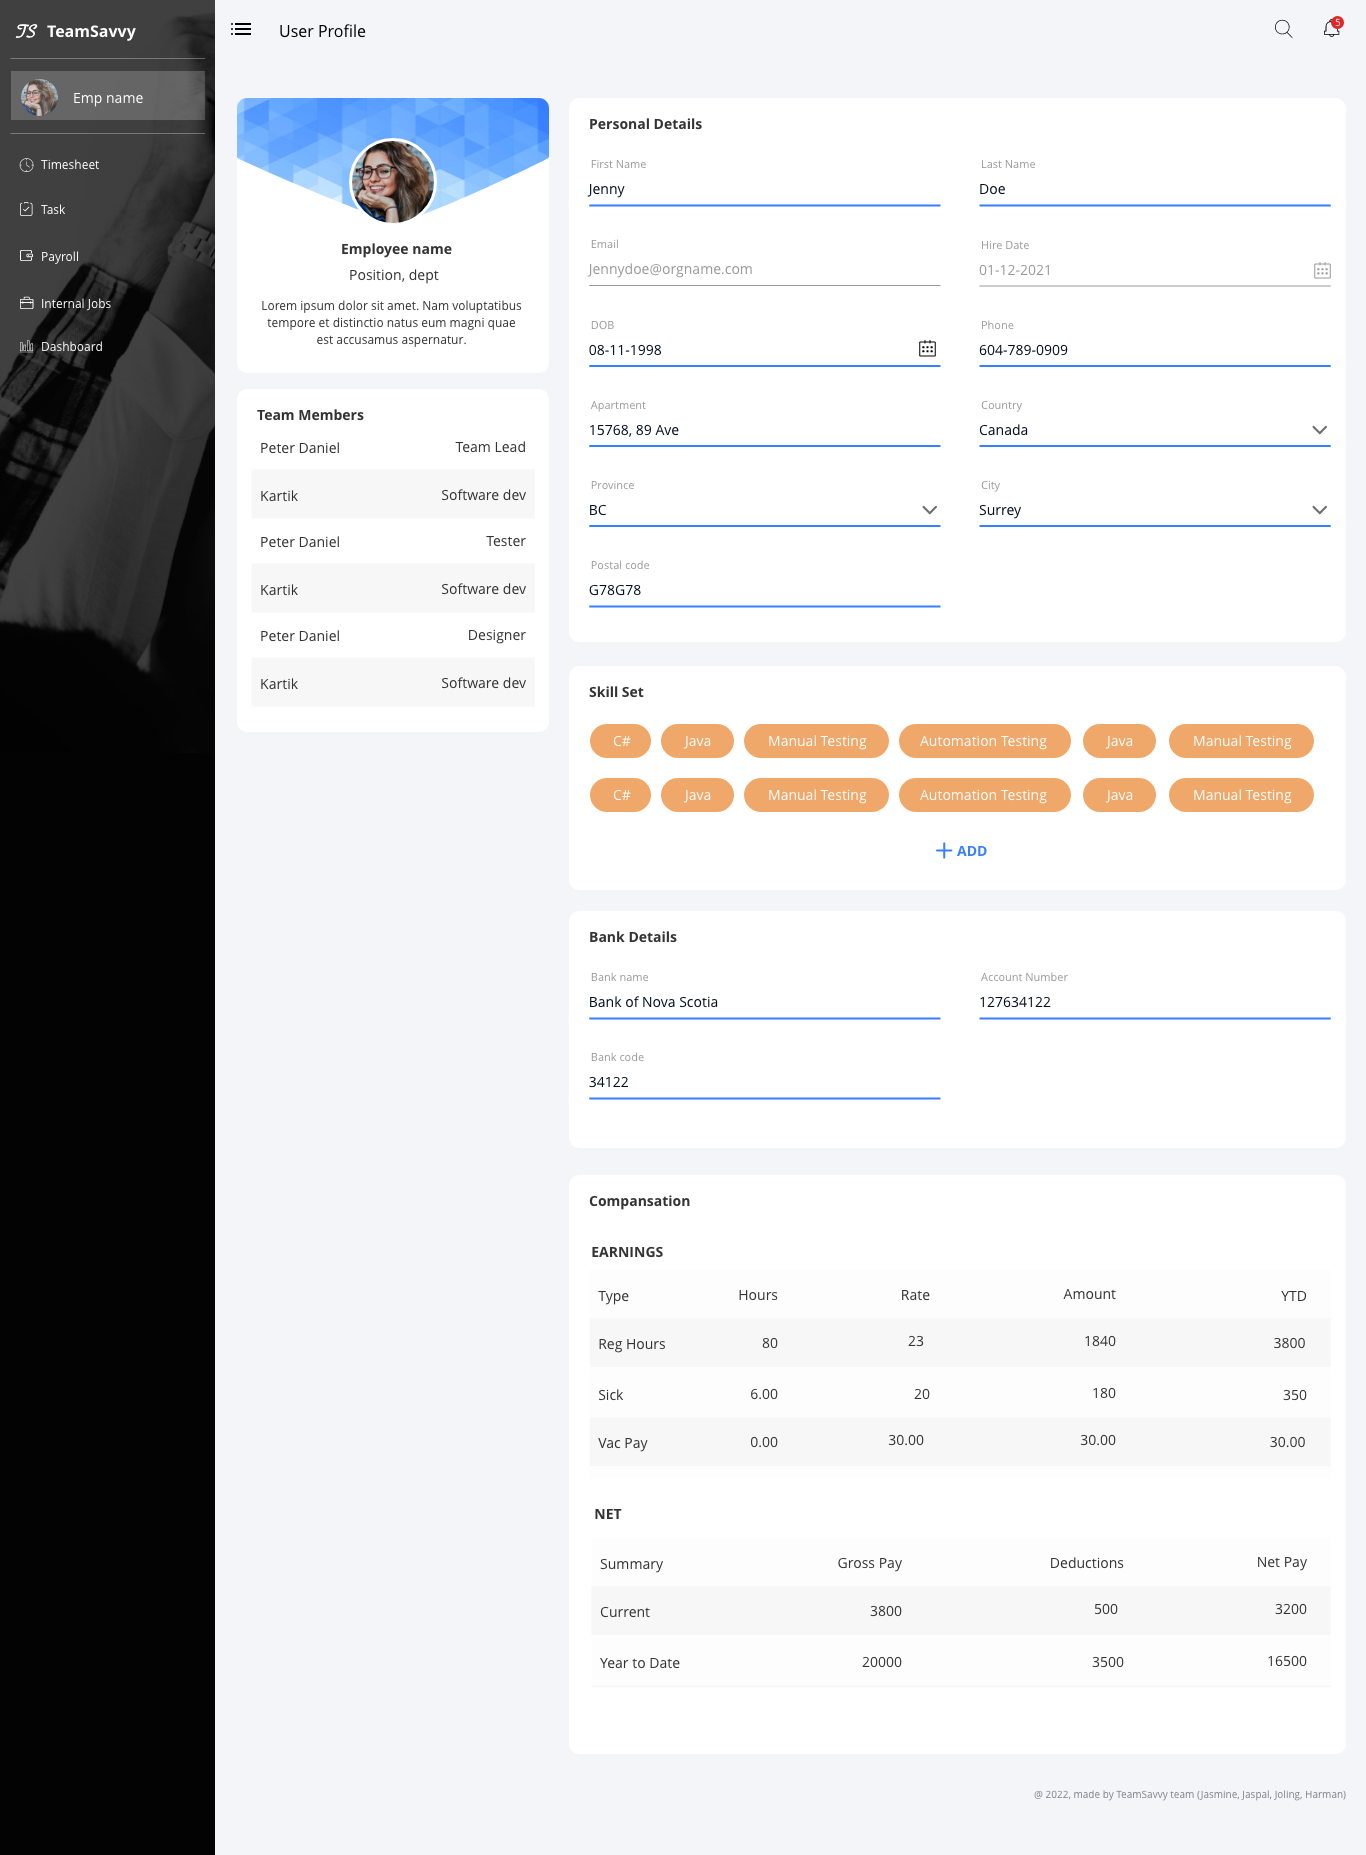 TS TeamSavvy
Emp name
Timesheet
Task
Payroll
Internal Jobs
Dashboard
User Profile
5
Employee name
Position, dept
Lorem ipsum dolor sit amet. Nam voluptatibus
tempore et distinctio natus eum magni quae
est accusamus aspernatur.
Team Members
Peter Daniel Team Lead
Kartik Software dev
Peter Daniel Tester
Kartik Software dev
Peter Daniel Designer
Kartik Software dev
Personal Details
First Name Last Name
Jenny Doe
Email Hire Date
Jennydoe@orgname.com 01-12-2021
DOB Phone
08-11-1998 604-789-0909
Apartment Country
15768, 89 Ave Canada
Province City
BC Surrey
Postal code
G78G78
Skill Set
C# Java Manual Testing Automation Testing Java Manual Testing
C# Java Manual Testing Automation Testing Java Manual Testing
ADD
Bank Details
Bank name Account Number
Bank of Nova Scotia 127634122
Bank code
34122
Compansation
EARNINGS
Type Hours Rate Amount YTD
Reg Hours 80 23 1840 3800
Sick 6.00 20 180 350
Vac Pay 0.00 30.00 30.00 30.00
NET
Summary Gross Pay Deductions Net Pay
Current 3800 500 3200
Year to Date 20000 3500 16500
@ 2022, made by TeamSavvy team (Jasmine, Jaspal, Joling, Harman)